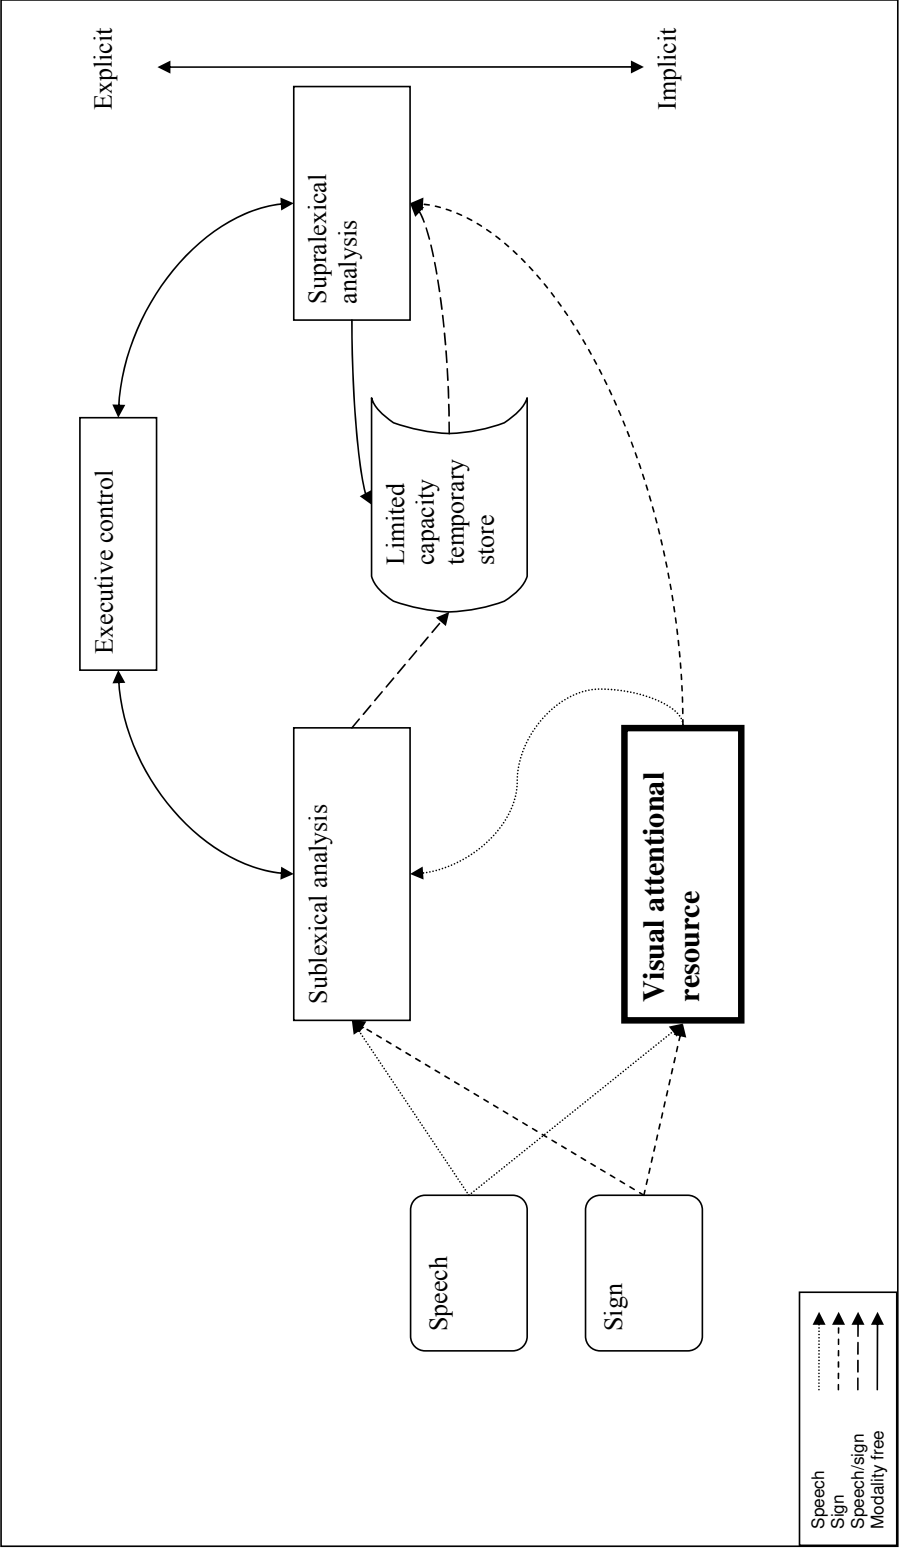 Explicit
Executive control
Supralexical
analysis
Sublexical analysis
Limited
capacity
temporary
store
Speech
Sign
Visual attentional
resource
Implicit
Speech
Sign
Speech/sign
Modality free